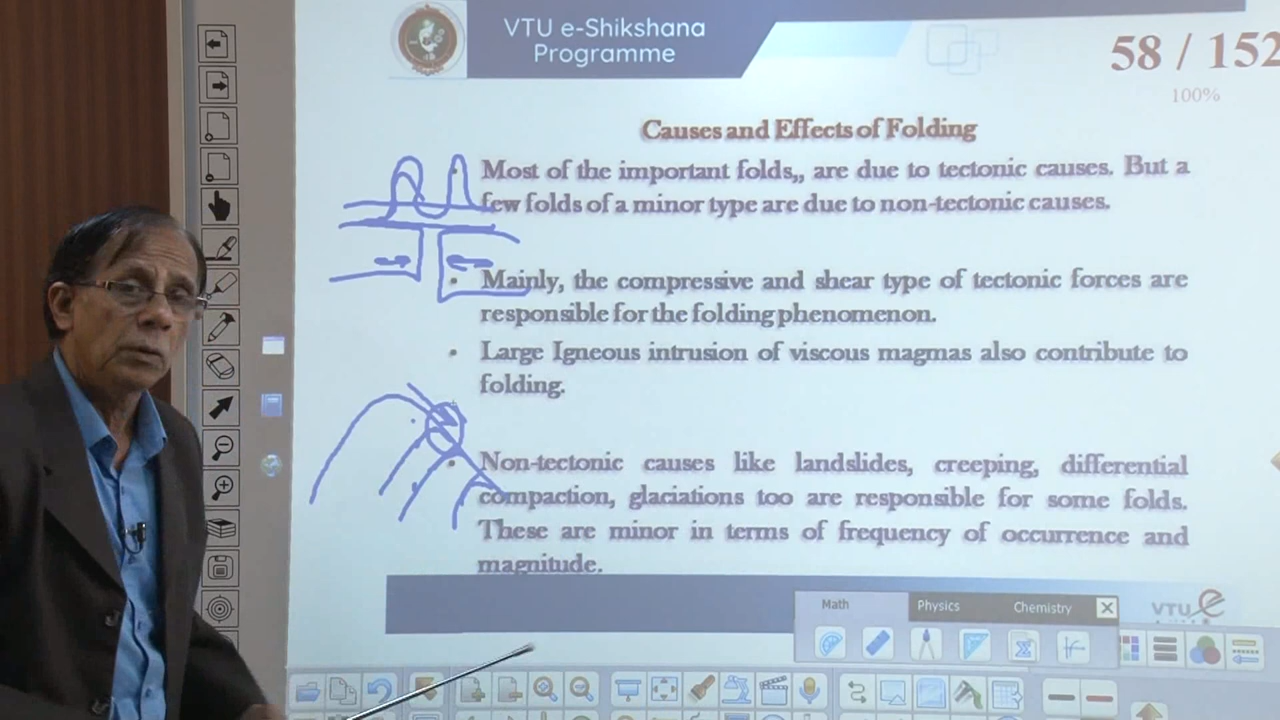 VTU e-Shikshana
Programme
58 / 152
100%
Causes and Effects of Folding
Most of the important folds,, are due to tectonic causes. But a
few folds of a minor type are due to non-tectonic causes.
• Mainly, the compressive and shear type of tectonic forces are
responsible for the folding phenomenon.
• Large Igneous intrusion of viscous magmas also contribute to
folding.
• Non-tectonic causes like landslides, creeping, differential
compaction, glaciations too are responsible for some folds.
These are minor in terms of frequency of occurrence and
magnitude.
Math Physics Chemistry
VTU e